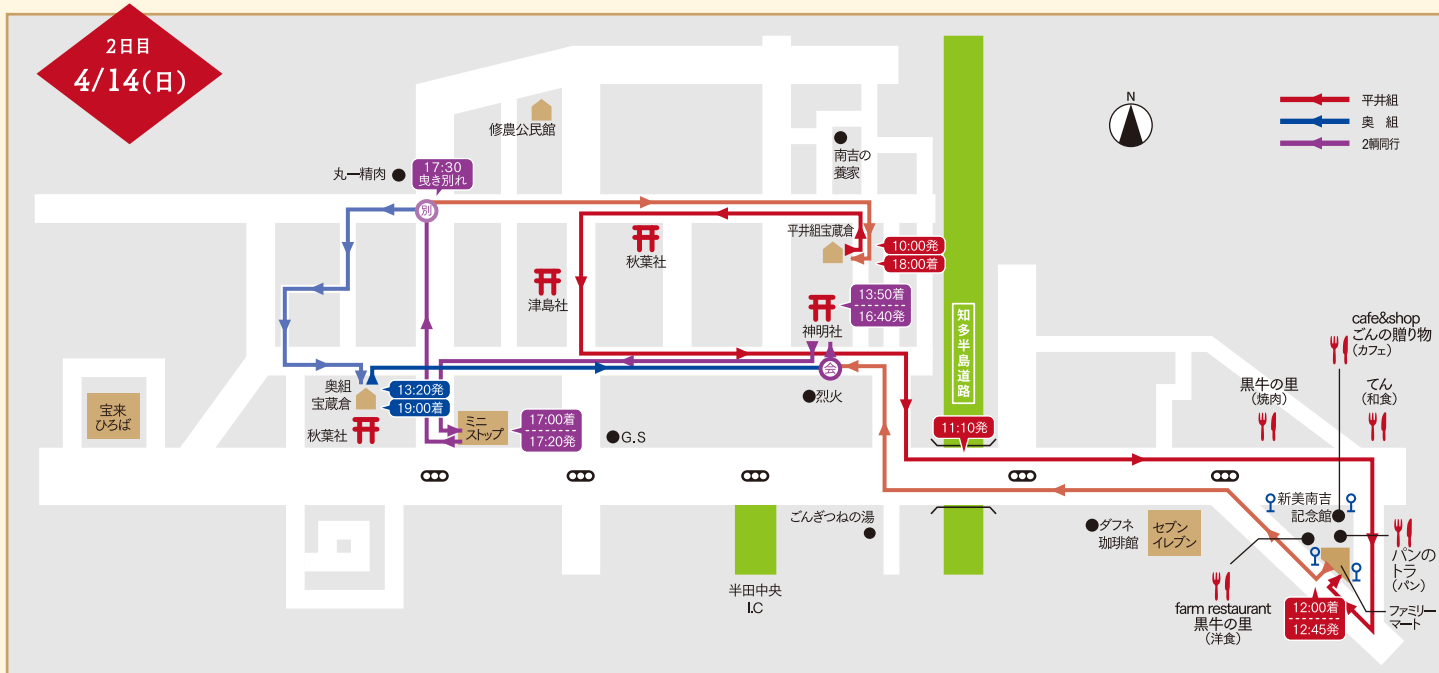 2日目
4/14(日)
N
平井組
奥 組
2輌同行
修農公民館
丸一精肉
17:30
曳き別れ
別
南吉の
養家
平井組宝蔵倉
10:00発
18:00着
秋葉社
津島社
13:50着
16:40発
神明社
会
烈火
知多半島道路
11:10発
奥組
宝蔵倉
13:20発
19:00着
秋葉社
宝来
ひろば
ミニ
ストップ
17:00着
17:20発
G.S
半田中央
I.C
ごんぎつねの湯
ダフネ
珈琲館
セブン
イレブン
cafe&shop
ごんの贈り物
(カフェ)
黒牛の里
(焼肉)
てん
(和食)
新美南吉
記念館
パンの
トラ
(パン)
farm restaurant
黒牛の里
(洋食)
12:00着
12:45発
ファミリー
マート